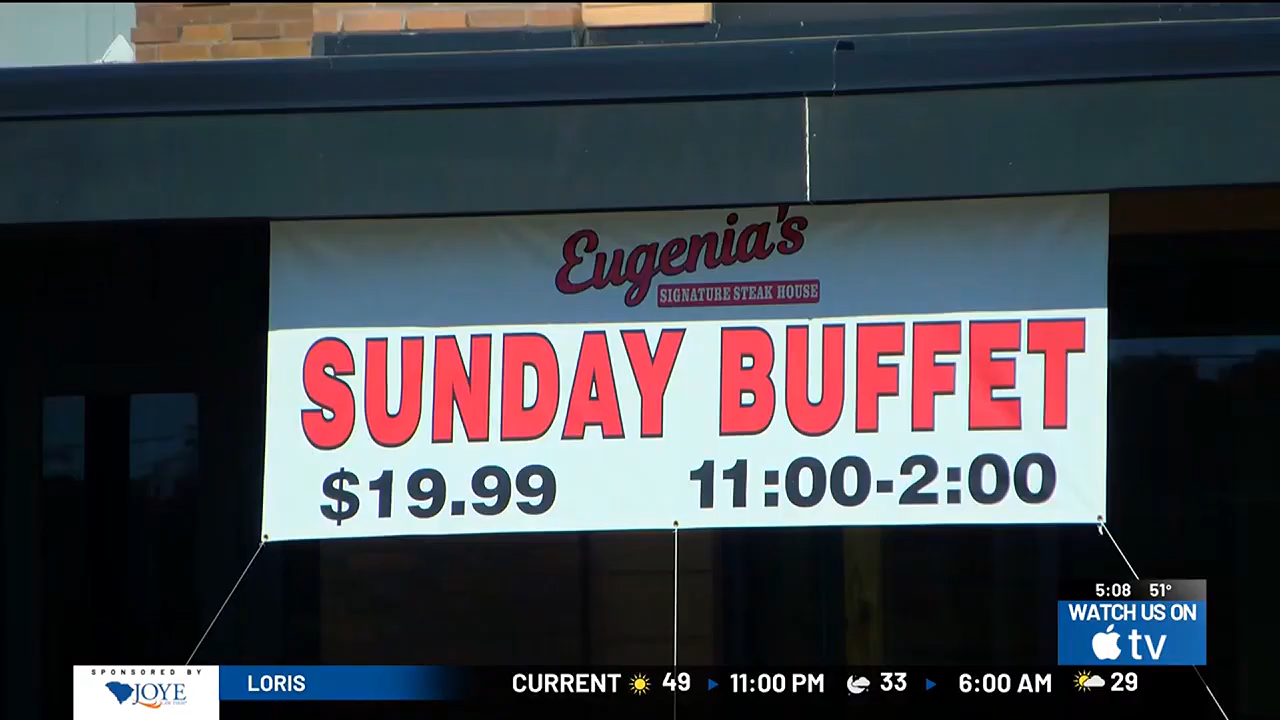 Eugenia's
SIGNATURE STEAK HOUSE
SUNDAY BUFFET
$19.99 11:00-2:00
5:08 51°
WATCH US ON
tv
SPONSORED BY
JOYE
LORIS
CURRENT 49 11:00 PM 33 6:00 AM 29